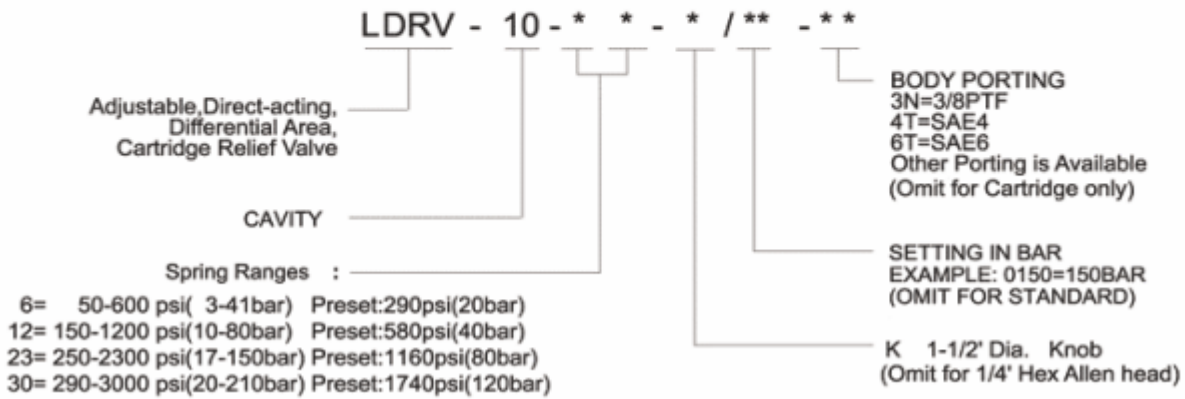 LDRV - 10 - * * - * / ** - * *
Adjustable,Direct-acting,
Differential Area,
Cartridge Relief Valve
CAVITY
Spring Ranges :
6= 50-600 psi( 3-41bar) Preset:290psi(20bar)
12= 150-1200 psi(10-80bar) Preset:580psi(40bar)
23= 250-2300 psi(17-150bar) Preset:1160psi(80bar)
30= 290-3000 psi(20-210bar) Preset:1740psi(120bar)
BODY PORTING
3N=3/8PTF
4T=SAE4
6T=SAE6
Other Porting is Available
(Omit for Cartridge only)
SETTING IN BAR
EXAMPLE: 0150=150BAR
(OMIT FOR STANDARD)
K 1-1/2' Dia. Knob
(Omit for 1/4' Hex Allen head)